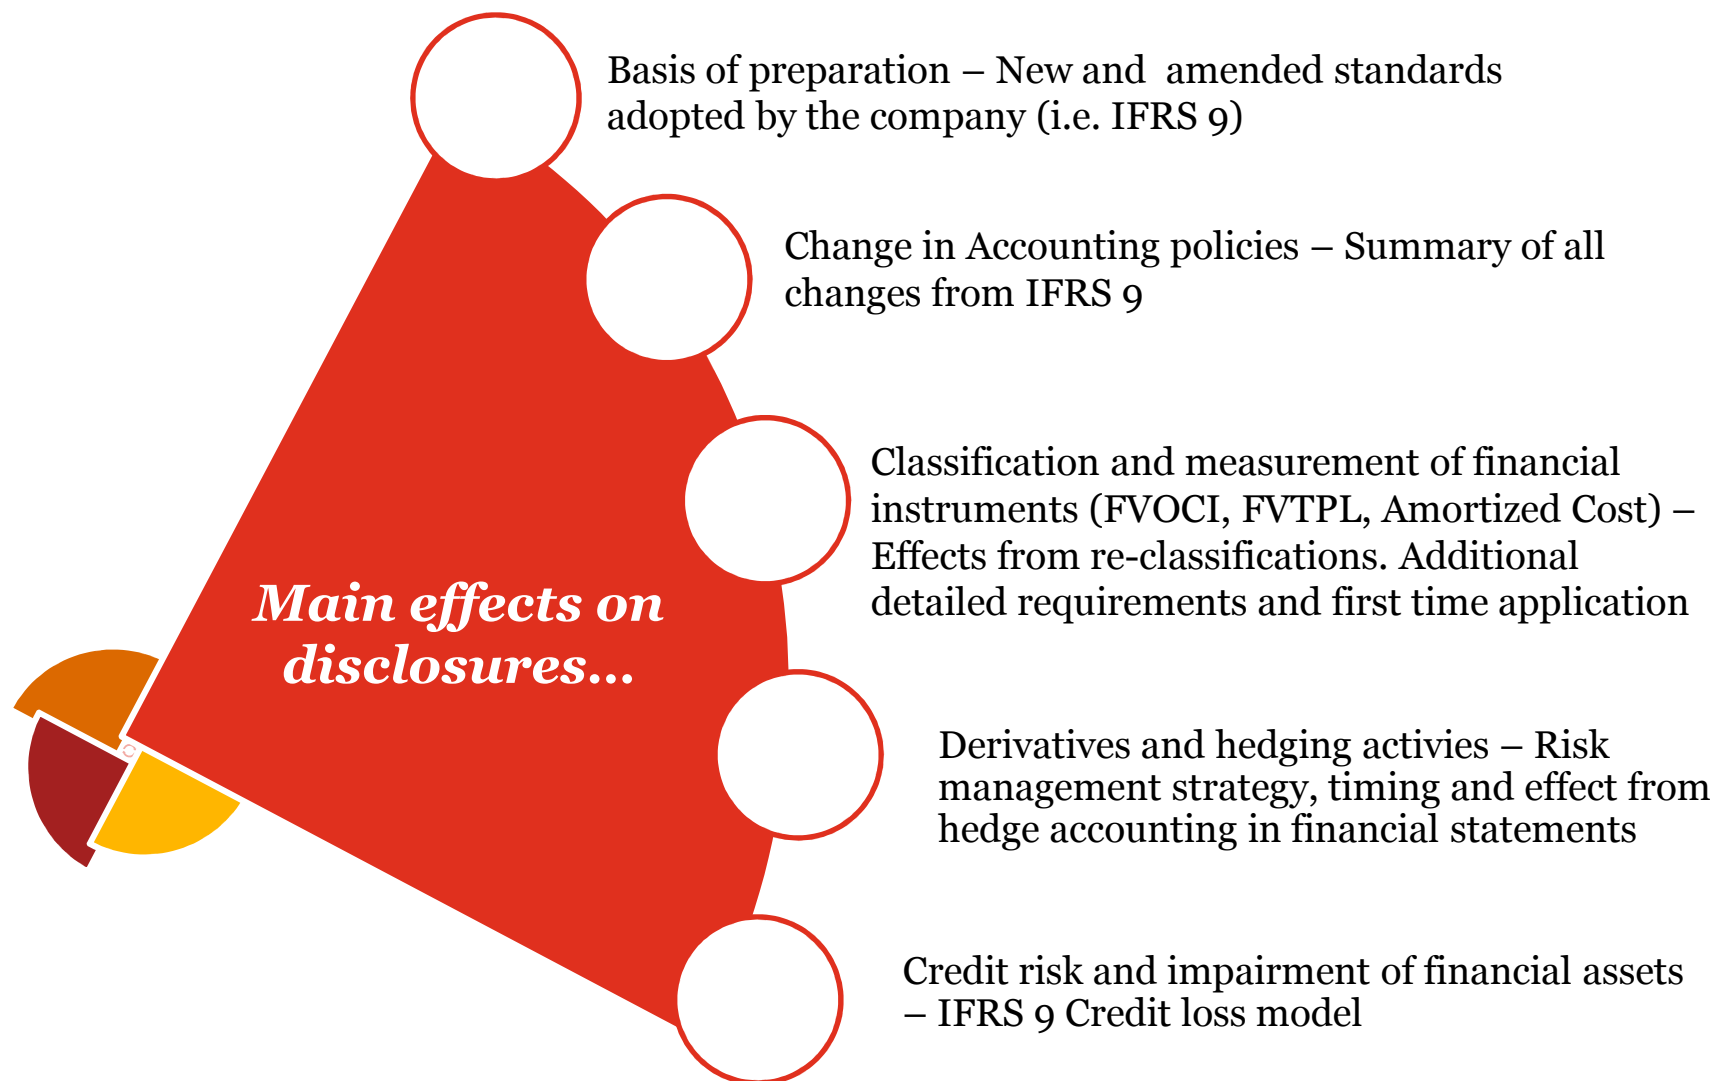 Basis of preparation – New and  amended standards
adopted by the company (i.e. IFRS 9)
Change in Accounting policies – Summary of all
changes from IFRS 9
Classification and measurement of financial
instruments (FVOCI, FVTPL, Amortized Cost) –
Effects from re-classifications. Additional
detailed requirements and first time application
Main effects on
disclosures...
Derivatives and hedging activies – Risk
management strategy, timing and effect from
hedge accounting in financial statements
Credit risk and impairment of financial assets
– IFRS 9 Credit loss model